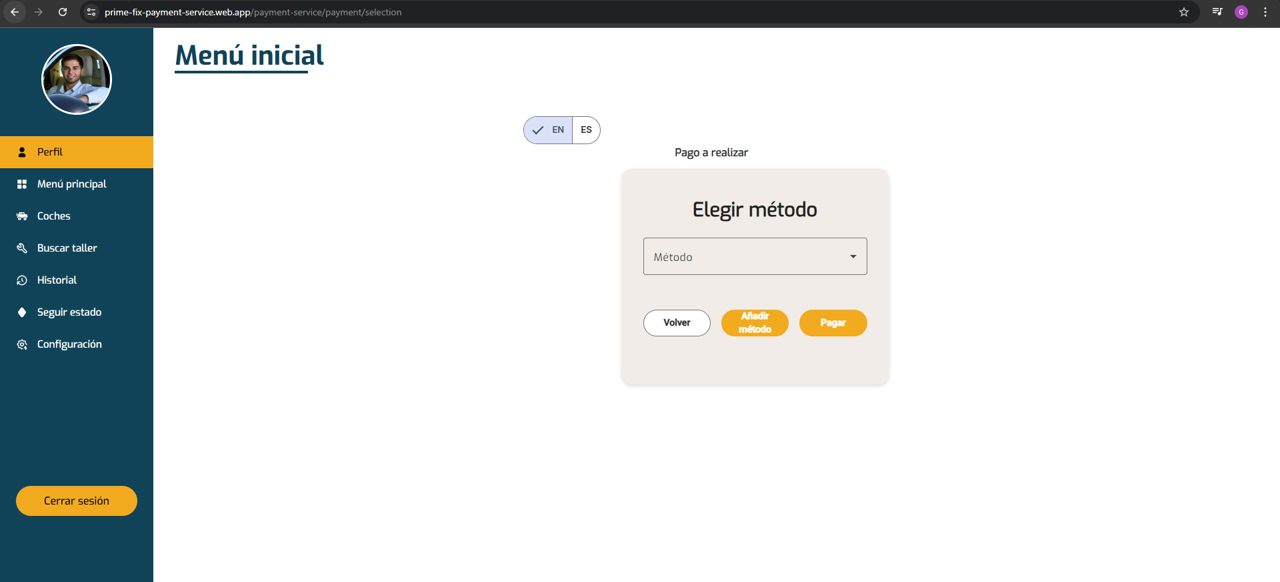 prime-fix-payment-service.web.app/payment-service/payment/selection
G
Menú inicial
Perfil
Menú principal
Coches
Buscar taller
Historial
Seguir estado
Configuración
Cerrar sesión
EN ES
Pago a realizar
Elegir método
Método
Volver
Añadir
método
Pagar